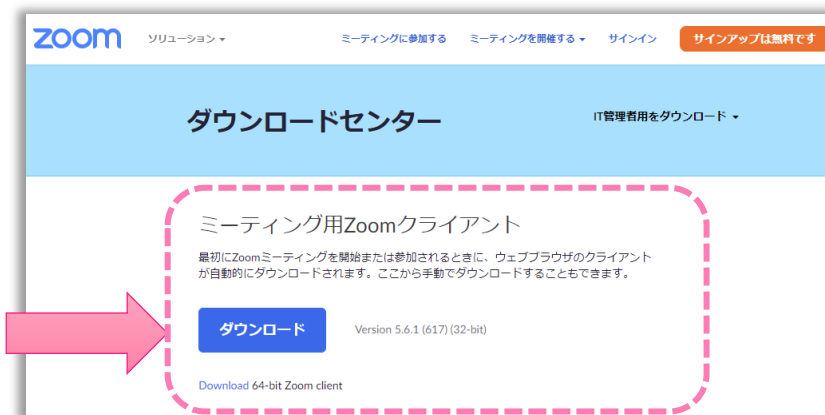 zoom ソリューション ミーティングに参加する ミーティングを開催する サインイン サインアップは無料です
ダウンロードセンター IT管理者用をダウンロード
ミーティング用Zoomクライアント
最初にZoomミーティングを開始または参加されるときに、ウェブブラウザのクライアント
が自動的にダウンロードされます。ここから手動でダウンロードすることもできます。
ダウンロード Version 5.6.1 (617) (32-bit)
Download 64-bit Zoom client